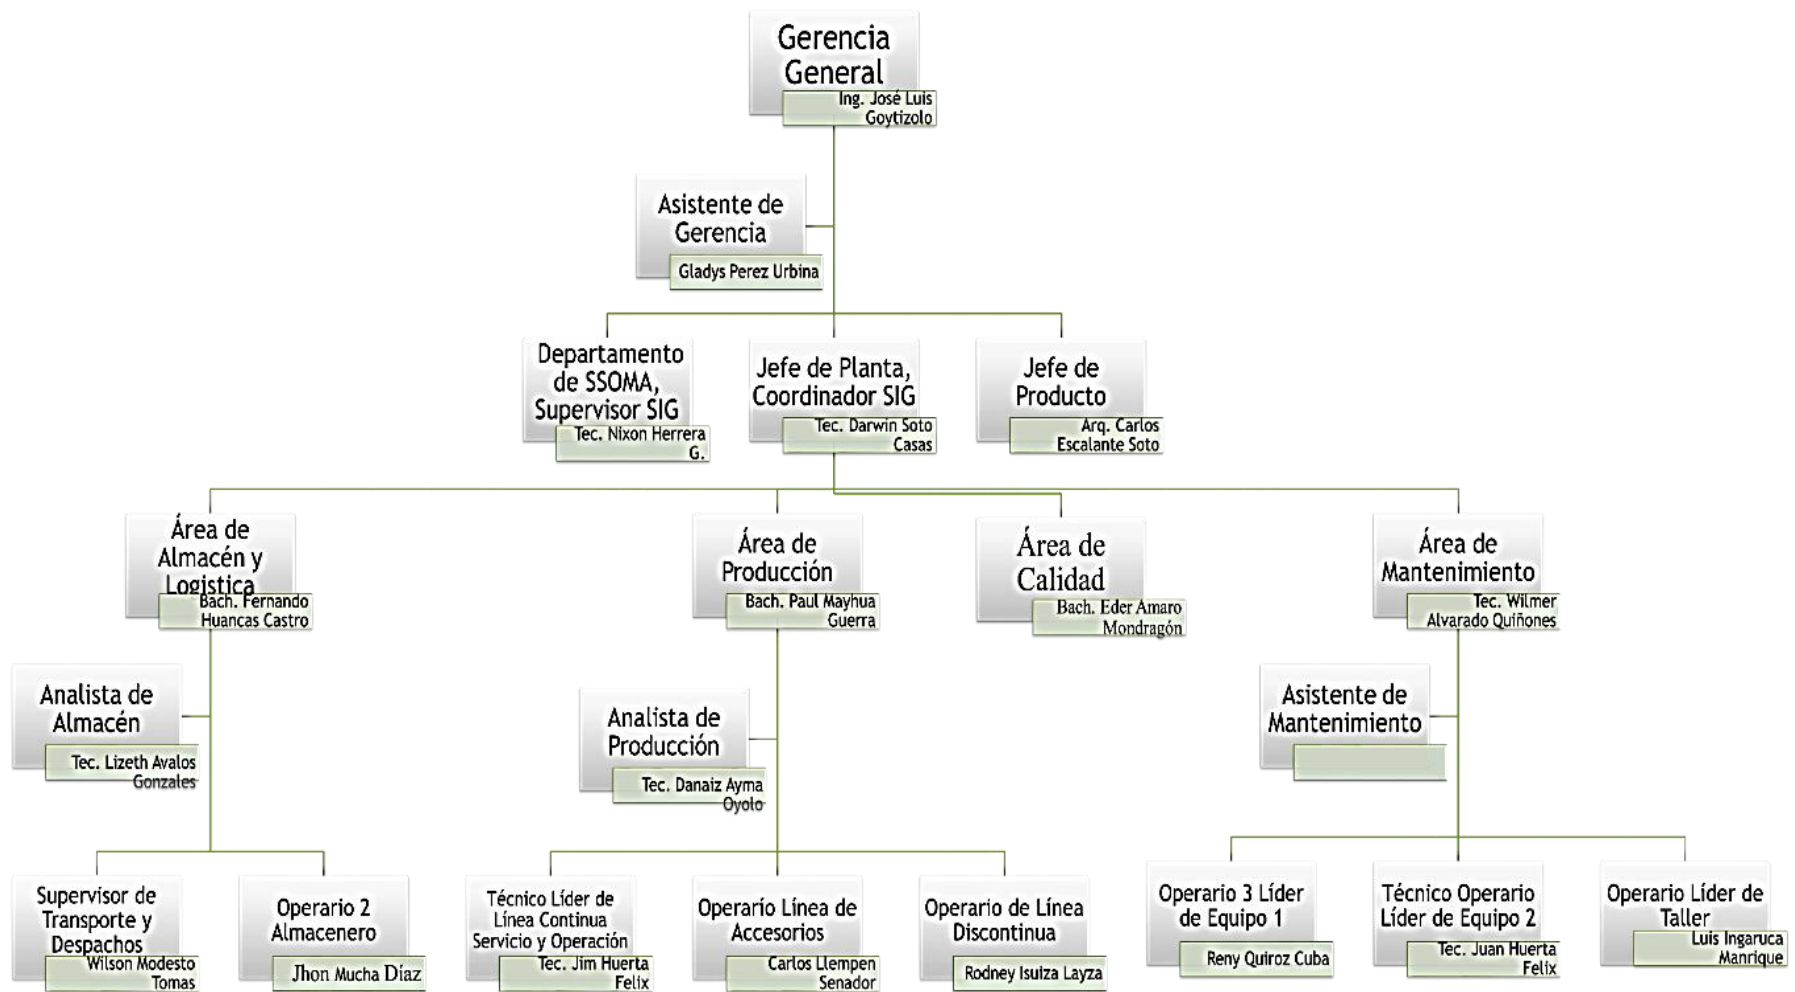 Gerencia
General
Ing. José Luis
Goytizolo
Asistente de
Gerencia
Gladys Perez Urbina
Departamento
de SSOMA,
Supervisor SIG
Tec. Nixon Herrera
G.
Jefe de Planta,
Coordinador SIG
Tec. Darwin Soto
Casas
Jefe de
Producto
Arq. Carlos
Escalante Soto
Área de
Almacén y
Logistica
Bach. Fernando
Huancas Castro
Área de
Producción
Bach. Paul Mayhua
Guerra
Área de
Calidad
Bach. Eder Amaro
Mondragón
Área de
Mantenimiento
Tec. Wilmer
Alvarado Quiñones
Analista de
Almacén
Tec. Lizeth Avalos
Gonzales
Analista de
Producción
Tec. Danaiz Ayma
Oyolo
Asistente de
Mantenimiento
Supervisor de
Transporte y
Despachos
Wilson Modesto
Tomas
Operario 2
Almacenero
Jhon Mucha Díaz
Técnico Líder de
Línea Continua
Servicio y Operación
Tec. Jim Huerta
Felix
Operario Línea de
Accesorios
Carlos Llempen
Senador
Operario de Línea
Discontinua
Rodney Isuiza Layza
Operario 3 Líder
de Equipo 1
Reny Quiroz Cuba
Técnico Operario
Líder de Equipo 2
Tec. Juan Huerta
Felix
Operario Líder de
Taller
Luis Ingaruca
Manrique